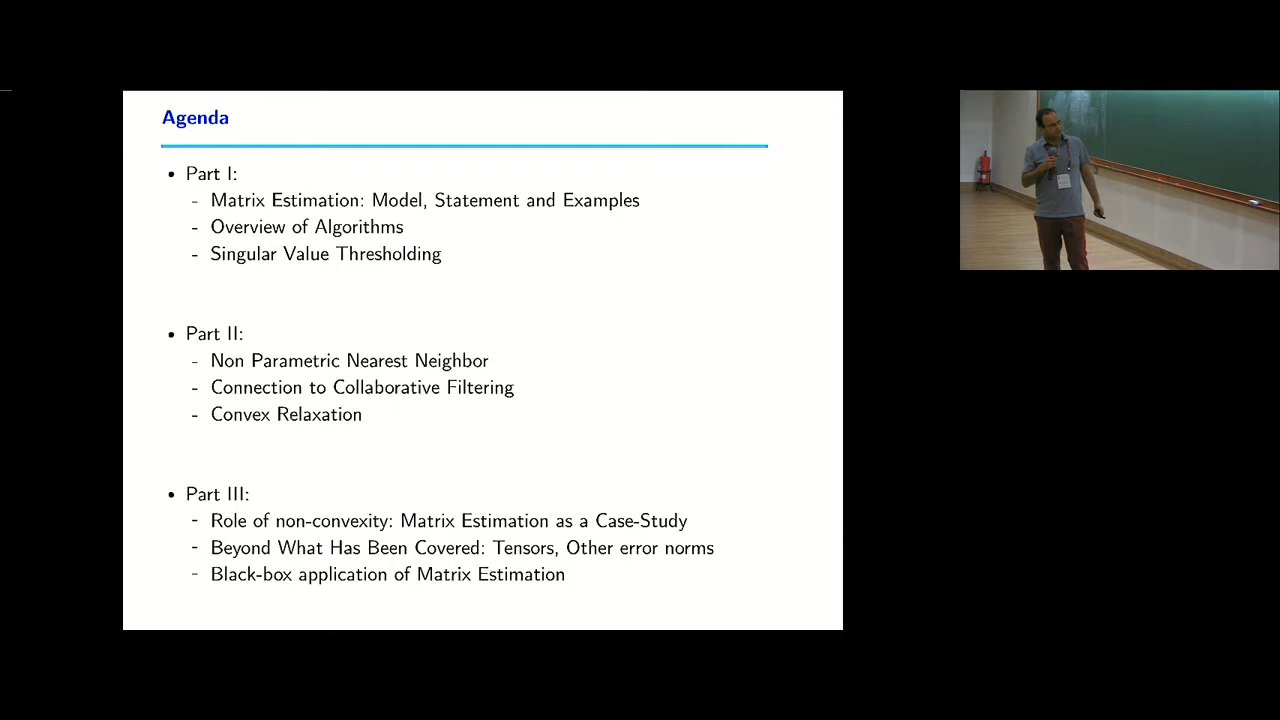 Agenda
• Part I:
- Matrix Estimation: Model, Statement and Examples
- Overview of Algorithms
- Singular Value Thresholding
• Part II:
- Non Parametric Nearest Neighbor
- Connection to Collaborative Filtering
- Convex Relaxation
• Part III:
- Role of non-convexity: Matrix Estimation as a Case-Study
- Beyond What Has Been Covered: Tensors, Other error norms
- Black-box application of Matrix Estimation